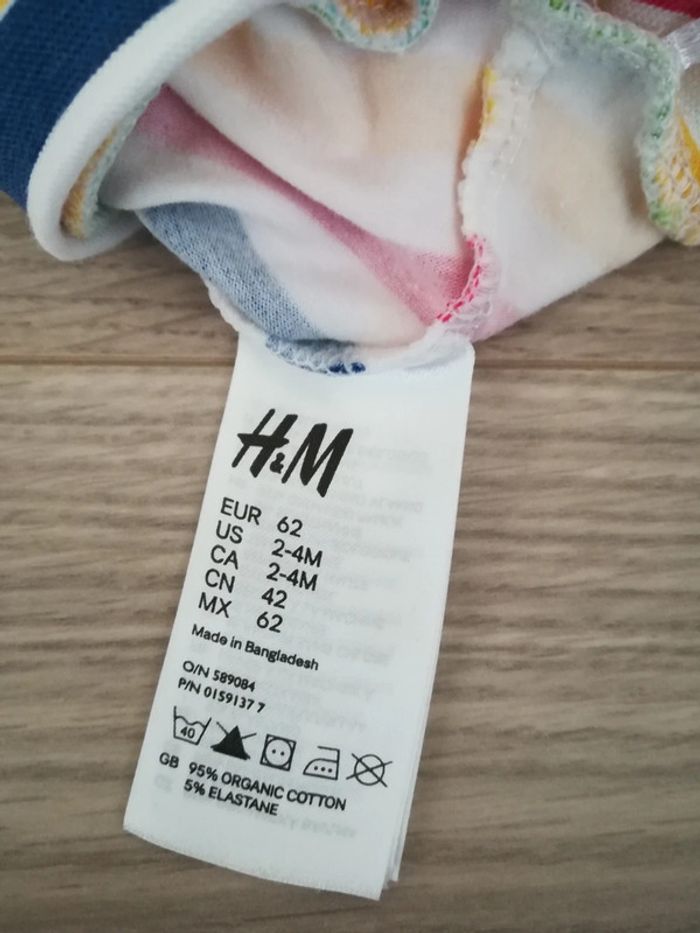 H&M
EUR 62
US 2-4M
CA 2-4M
CN 42
MX 62
Made in Bangladesh
O/N 589084
P/N 0159137 7
40
GB 95% ORGANIC COTTON
5% ELASTANE